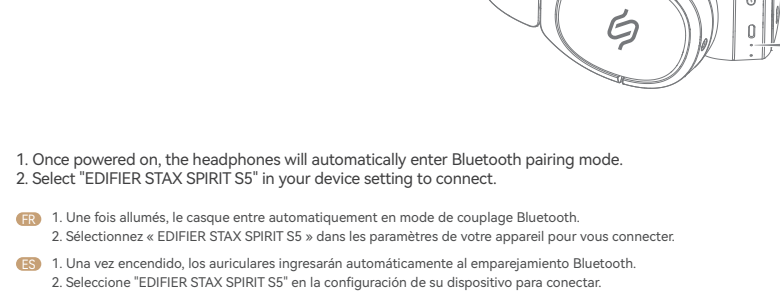 1. Once powered on, the headphones will automatically enter Bluetooth pairing mode.
2. Select "EDIFIER STAX SPIRIT S5" in your device setting to connect.
FR 1. Une fois allumés, le casque entre automatiquement en mode de couplage Bluetooth.
2. Sélectionnez « EDIFIER STAX SPIRIT S5 » dans les paramètres de votre appareil pour vous connecter.
ES 1. Una vez encendido, los auriculares ingresarán automáticamente al emparejamiento Bluetooth.
2. Seleccione "EDIFIER STAX SPIRIT S5" en la configuración de su dispositivo para conectar.